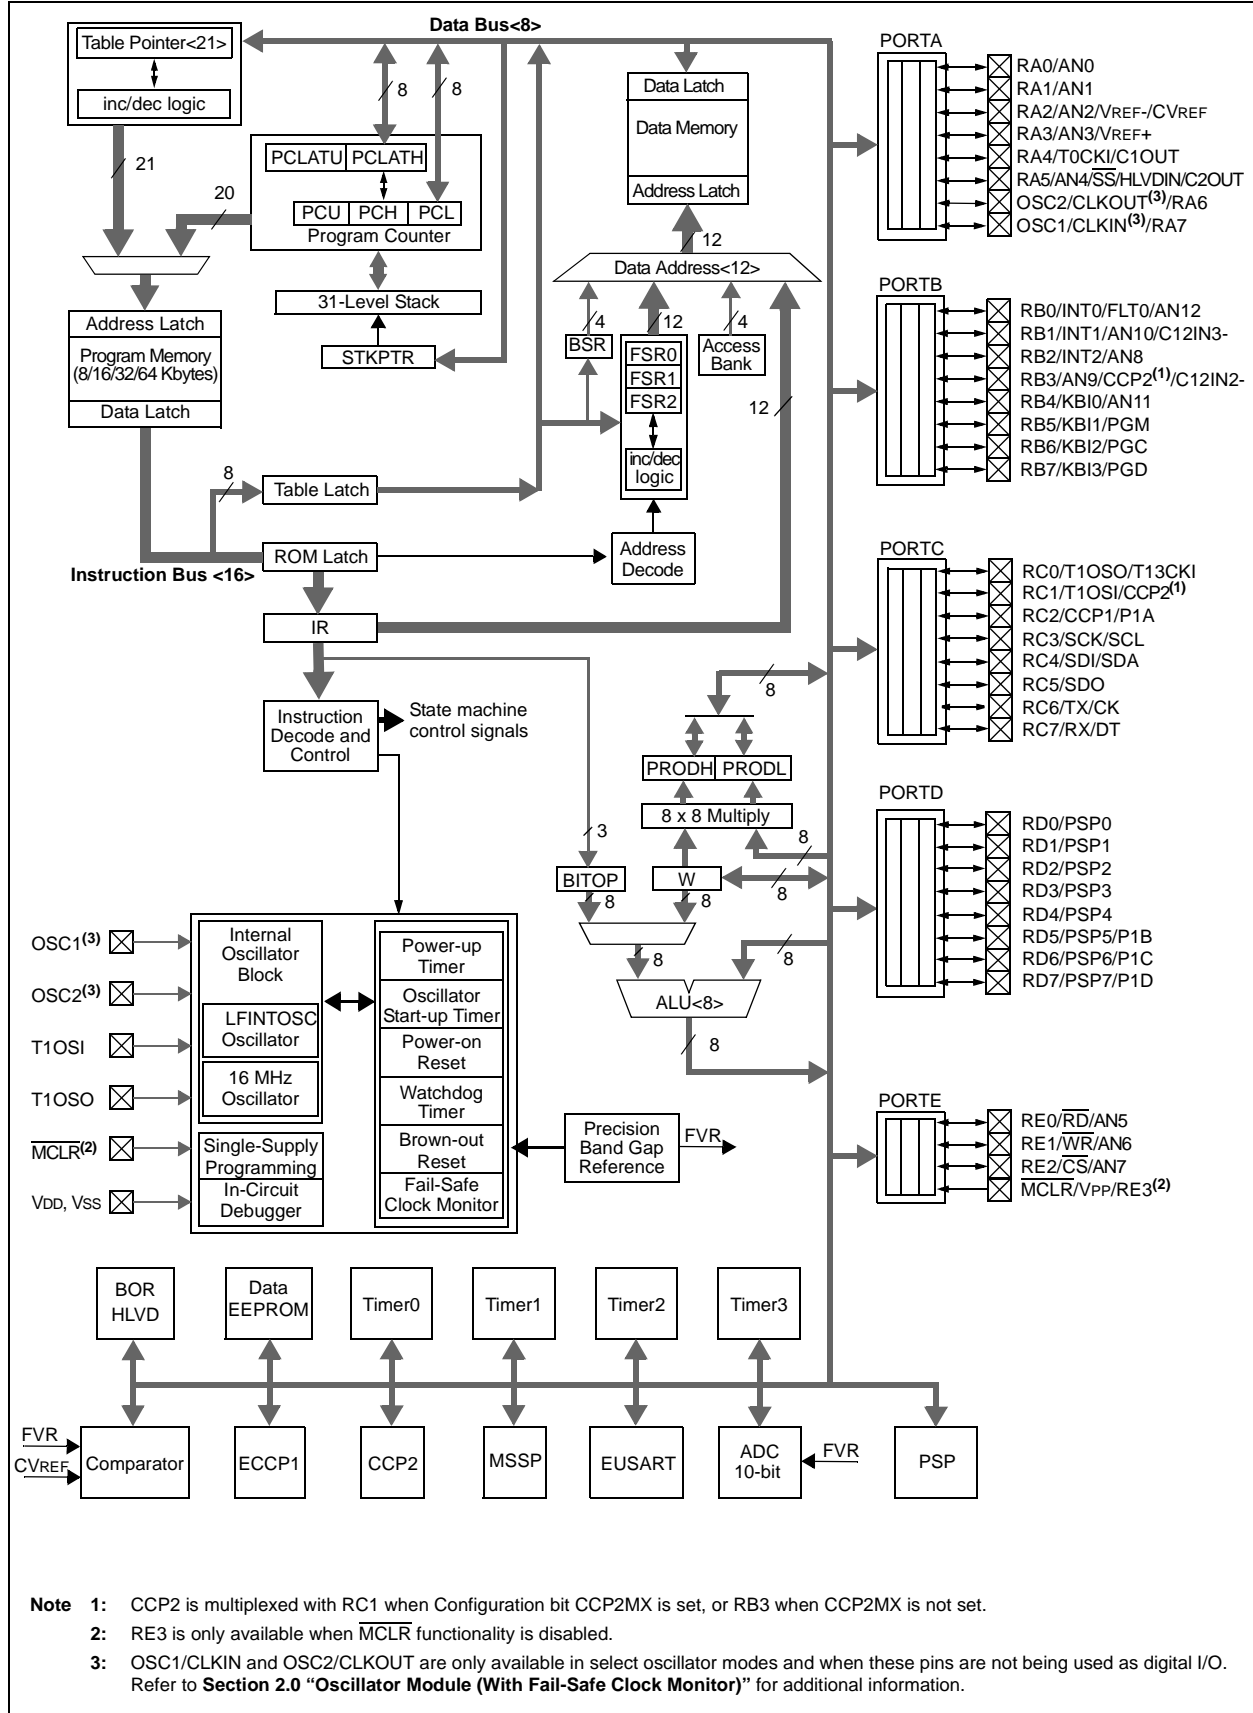 Data Bus<8>
Table Pointer<21>
inc/dec logic
21
20
8
8
PCLATU PCLATH
PCU PCH PCL
Program Counter
31-Level Stack
STKPTR
Data Latch
Data Memory
Address Latch
12
Data Address<12>
4
12
4
BSR
FSR0
FSR1
FSR2
inc/dec
logic
Access
Bank
12
Address Latch
Program Memory
(8/16/32/64 Kbytes)
Data Latch
8
Table Latch
ROM Latch
Instruction Bus <16>
Address
Decode
IR
Instruction
Decode and
Control
State machine
control signals
8
PRODH PRODL
8 x 8 Multiply
3
8
BITOP
W
8
8
8
8
8
ALU<8>
8
OSC1(3)
OSC2(3)
T1OSI
T1OSO
MCLR(2)
VDD, VSS
Internal
Oscillator
Block
LFINTOSC
Oscillator
16 MHz
Oscillator
Single-Supply
Programming
In-Circuit
Debugger
Power-up
Timer
Oscillator
Start-up Timer
Power-on
Reset
Watchdog
Timer
Brown-out
Reset
Fail-Safe
Clock Monitor
Precision
Band Gap
Reference
FVR
PORTA
RA0/AN0
RA1/AN1
RA2/AN2/VREF-/CVREF
RA3/AN3/VREF+
RA4/T0CKI/C1OUT
RA5/AN4/SS/HLVDIN/C2OUT
OSC2/CLKOUT(3)/RA6
OSC1/CLKIN(3)/RA7
PORTB
RB0/INT0/FLT0/AN12
RB1/INT1/AN10/C12IN3-
RB2/INT2/AN8
RB3/AN9/CCP2(1)/C12IN2-
RB4/KBI0/AN11
RB5/KBI1/PGM
RB6/KBI2/PGC
RB7/KBI3/PGD
PORTC
RC0/T1OSO/T13CKI
RC1/T1OSI/CCP2(1)
RC2/CCP1/P1A
RC3/SCK/SCL
RC4/SDI/SDA
RC5/SDO
RC6/TX/CK
RC7/RX/DT
PORTD
RD0/PSP0
RD1/PSP1
RD2/PSP2
RD3/PSP3
RD4/PSP4
RD5/PSP5/P1B
RD6/PSP6/P1C
RD7/PSP7/P1D
PORTE
RE0/RD/AN5
RE1/WR/AN6
RE2/CS/AN7
MCLR/VPP/RE3(2)
BOR
HLVD
Data
EEPROM
Timer0
Timer1
Timer2
Timer3
FVR
CVREF
Comparator
ECCP1
CCP2
MSSP
EUSART
ADC
10-bit
FVR
PSP
Note 1: CCP2 is multiplexed with RC1 when Configuration bit CCP2MX is set, or RB3 when CCP2MX is not set.
2: RE3 is only available when MCLR functionality is disabled.
3: OSC1/CLKIN and OSC2/CLKOUT are only available in select oscillator modes and when these pins are not being used as digital I/O.
Refer to Section 2.0 “Oscillator Module (With Fail-Safe Clock Monitor)” for additional information.